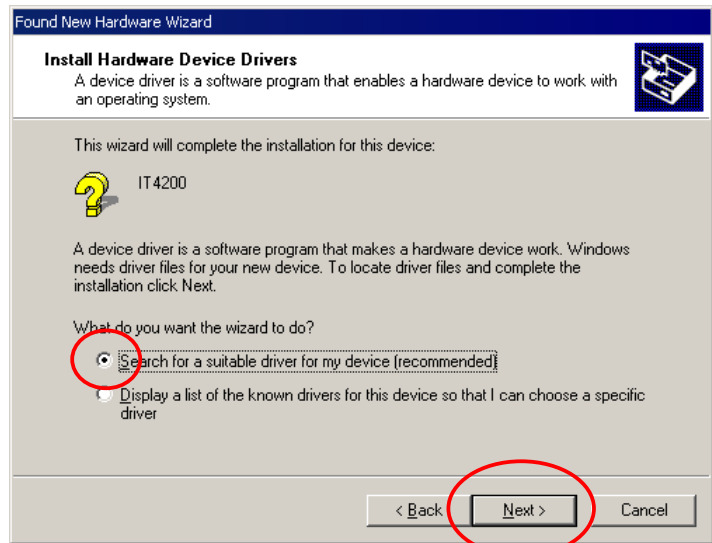 Found New Hardware Wizard
Install Hardware Device Drivers
A device driver is a software program that enables a hardware device to work with
an operating system.
This wizard will complete the installation for this device:
IT4200
A device driver is a software program that makes a hardware device work. Windows
needs driver files for your new device. To locate driver files and complete the
installation click Next.
What do you want the wizard to do?
Search for a suitable driver for my device (recommended)
Display a list of the known drivers for this device so that I can choose a specific
driver
< Back
Next >
Cancel